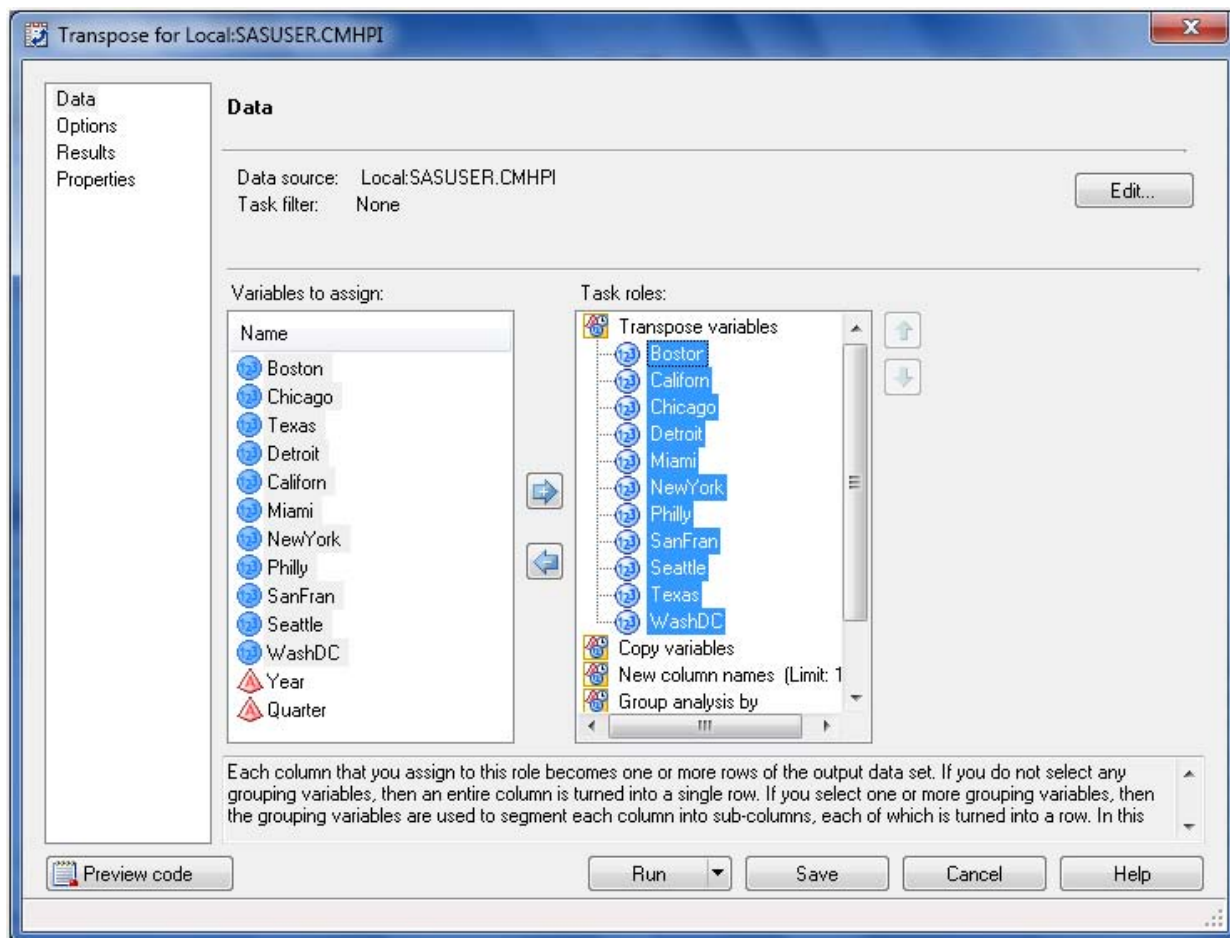 Transpose for Local:SASUSER.CMHPI
Data
Options
Results
Properties
Data
Data source: Local:SASUSER.CMHPI
Task filter: None
Edit...
Variables to assign:
Name
Boston
Chicago
Texas
Detroit
Californ
Miami
NewYork
Philly
SanFran
Seattle
WashDC
Year
Quarter
Task roles:
Transpose variables
Boston
Californ
Chicago
Detroit
Miami
NewYork
Philly
SanFran
Seattle
Texas
WashDC
Copy variables
New column names (Limit: 1
Group analysis by
Each column that you assign to this role becomes one or more rows of the output data set. If you do not select any
grouping variables, then an entire column is turned into a single row. If you select one or more grouping variables, then
the grouping variables are used to segment each column into sub-columns, each of which is turned into a row. In this
Preview code
Run
Save
Cancel
Help